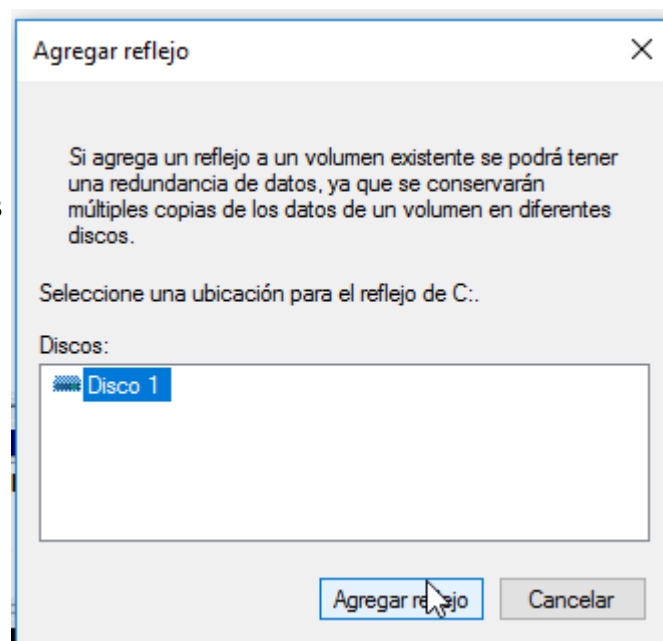 Agregar reflejo
Si agrega un reflejo a un volumen existente se podrá tener
una redundancia de datos, ya que se conservarán
múltiples copias de los datos de un volumen en diferentes
discos.
Seleccione una ubicación para el reflejo de C:.
Discos:
Disco 1
Agregar reflejo
Cancelar